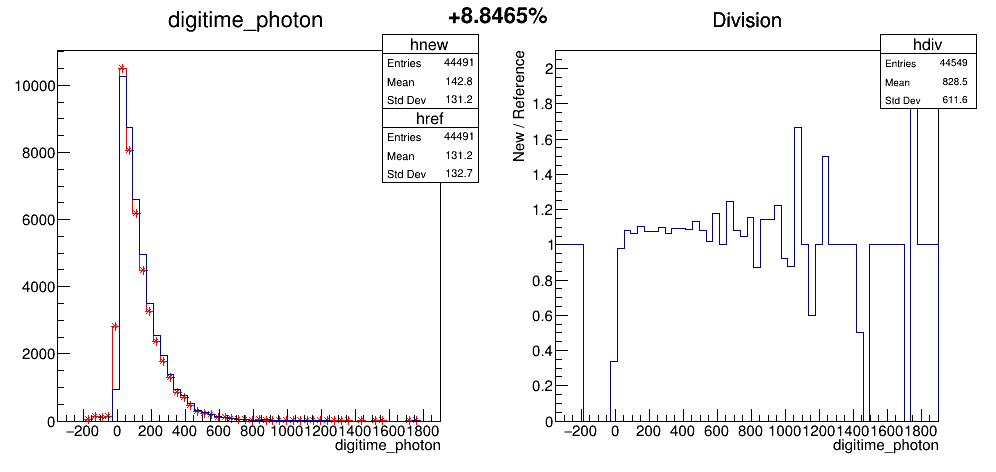 digitime_photon
+8.8465%
Division
hnew
Entries 44491
Mean 142.8
Std Dev 131.2
href
Entries 44491
Mean 131.2
Std Dev 132.7
10000
8000
6000
4000
2000
0
−200 0 200 400 600 800 1000 1200 1400 1600 1800
digitime_photon
hdiv
Entries 44549
Mean 828.5
Std Dev 611.6
New / Reference
2
1.8
1.6
1.4
1.2
1
0.8
0.6
0.4
0.2
0
−200 0 200 400 600 800 1000 1200 1400 1600 1800
digitime_photon